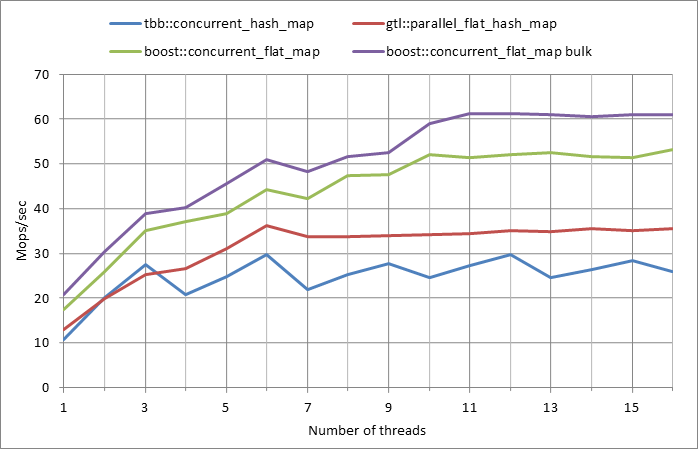 tbb::concurrent_hash_map gtl::parallel_flat_hash_map
boost::concurrent_flat_map boost::concurrent_flat_map bulk
70
60
50
40
30
20
10
0
Mops/sec
1 3 5 7 9 11 13 15
Number of threads